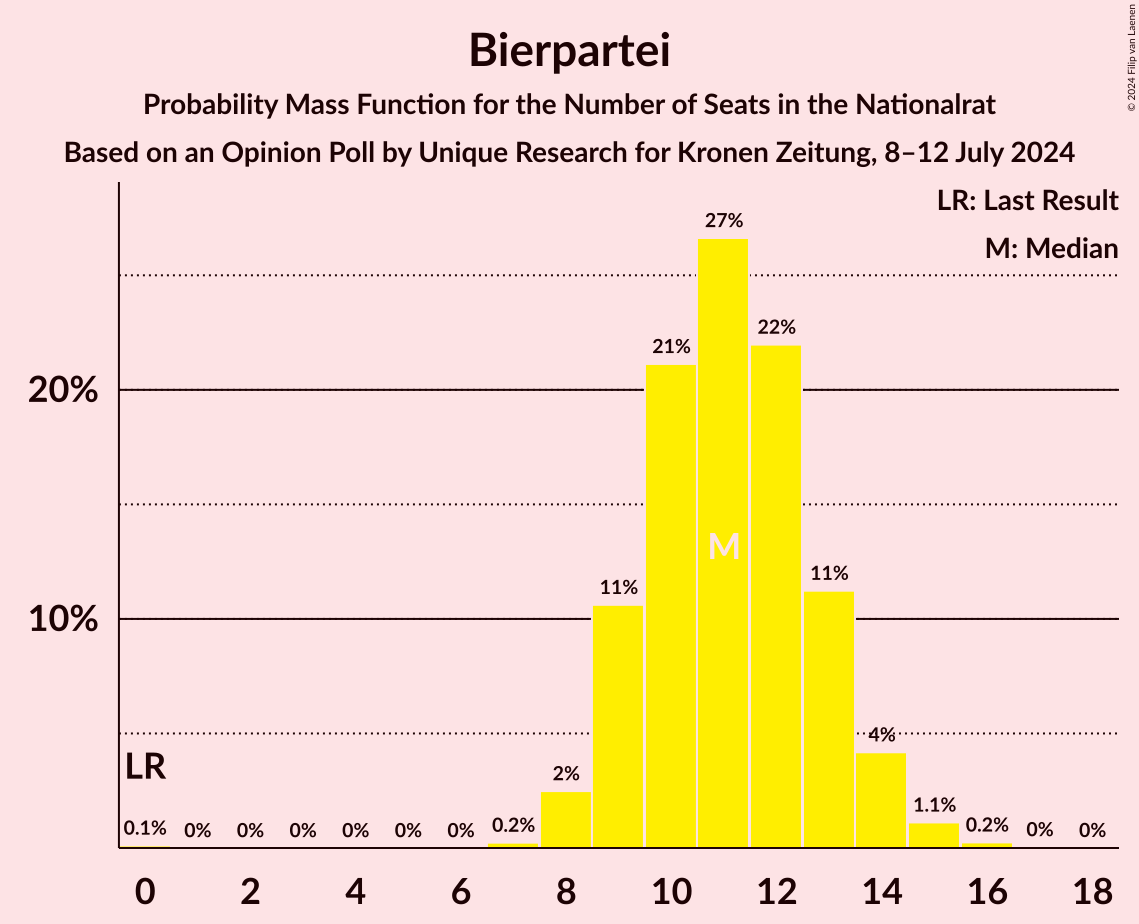 Bierpartei
Probability Mass Function for the Number of Seats in the Nationalrat
Based on an Opinion Poll by Unique Research for Kronen Zeitung, 8–12 July 2024
© 2024 Filip van Laenen
LR: Last Result
M: Median
20%
10%
LR
M
0.1%
0%
0%
0%
0%
0%
0%
0.2%
2%
11%
21%
27%
22%
11%
4%
1.1%
0.2%
0%
0%
0 2 4 6 8 10 12 14 16 18